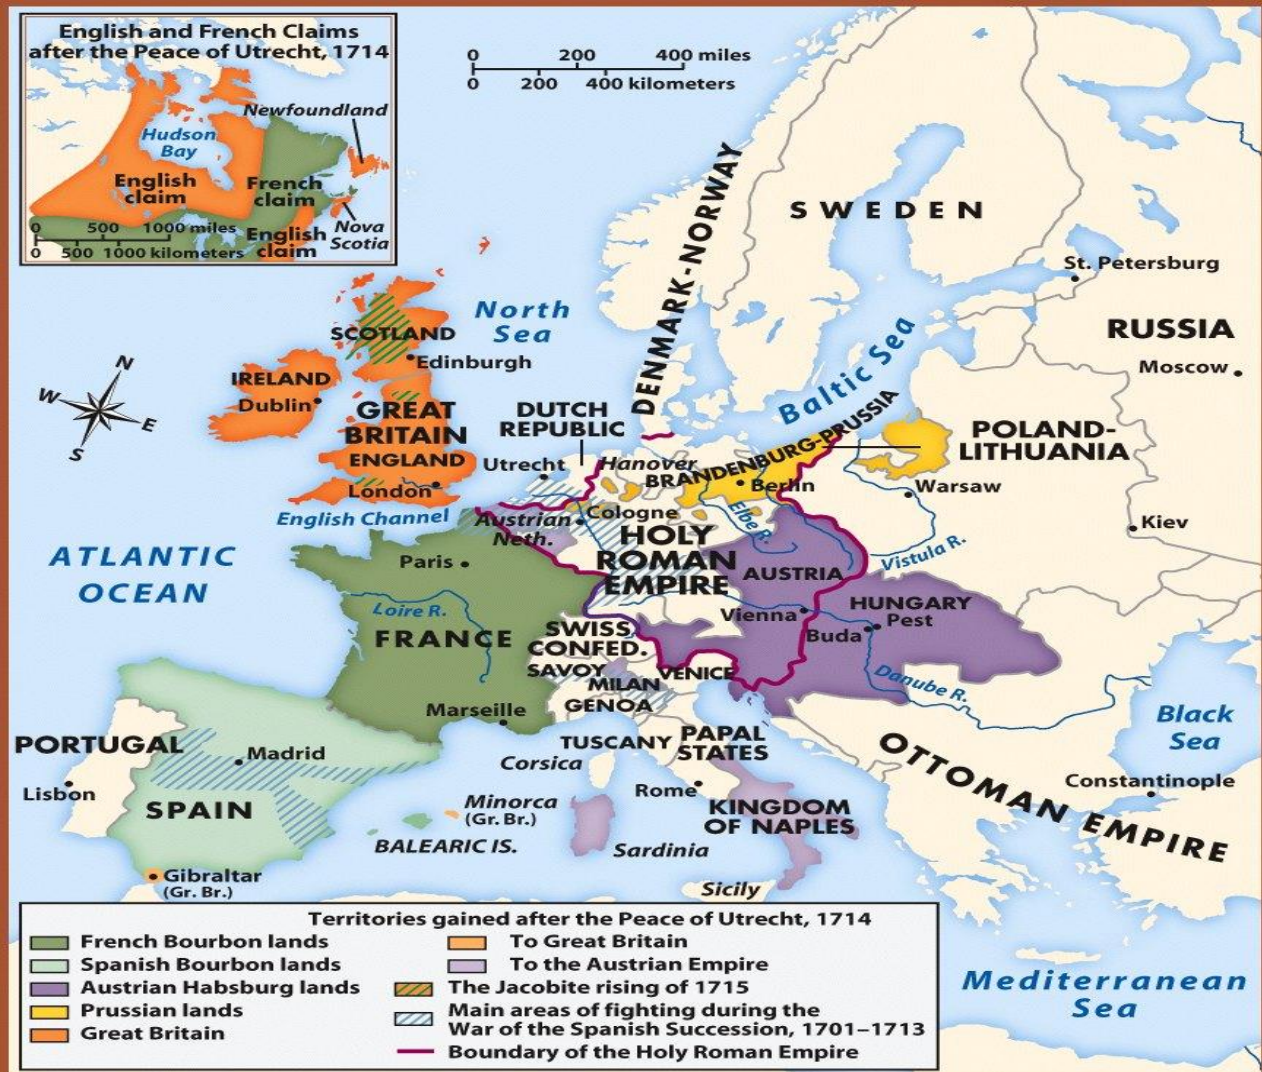 English and French Claims
after the Peace of Utrecht, 1714
Newfoundland
Hudson
Bay
English
claim
French
claim
Nova
Scotia
English
claim
0 500 1000 miles
0 500 1000 kilometers
0 200 400 miles
0 200 400 kilometers
N
W
E
S
SWEDEN
DENMARK-NORWAY
St. Petersburg
RUSSIA
Moscow
North
Sea
Baltic Sea
SCOTLAND
Edinburgh
IRELAND
Dublin
GREAT
BRITAIN
ENGLAND
London
English Channel
DUTCH
REPUBLIC
Utrecht
Hanover
BRANDENBURG-PRUSSIA
Berlin
POLAND-
LITHUANIA
Warsaw
Kiev
Vistula R.
Elbe R.
Cologne
Austrian
Neth.
HOLY
ROMAN
EMPIRE
AUSTRIA
Vienna
HUNGARY
Buda
Pest
Danube R.
ATLANTIC
OCEAN
Paris
Loire R.
FRANCE
Marseille
SWISS
CONFED.
SAVOY
MILAN
VENICE
GENOA
TUSCANY
PAPAL
STATES
Corsica
Rome
KINGDOM
OF NAPLES
Sardinia
Sicily
PORTUGAL
Lisbon
Madrid
SPAIN
Minorca
(Gr. Br.)
BALEARIC IS.
Gibraltar
(Gr. Br.)
OTTOMAN EMPIRE
Black
Sea
Constantinople
Mediterranean
Sea
Territories gained after the Peace of Utrecht, 1714
French Bourbon lands
Spanish Bourbon lands
Austrian Habsburg lands
Prussian lands
Great Britain
To Great Britain
To the Austrian Empire
The Jacobite rising of 1715
Main areas of fighting during the
War of the Spanish Succession, 1701–1713
Boundary of the Holy Roman Empire